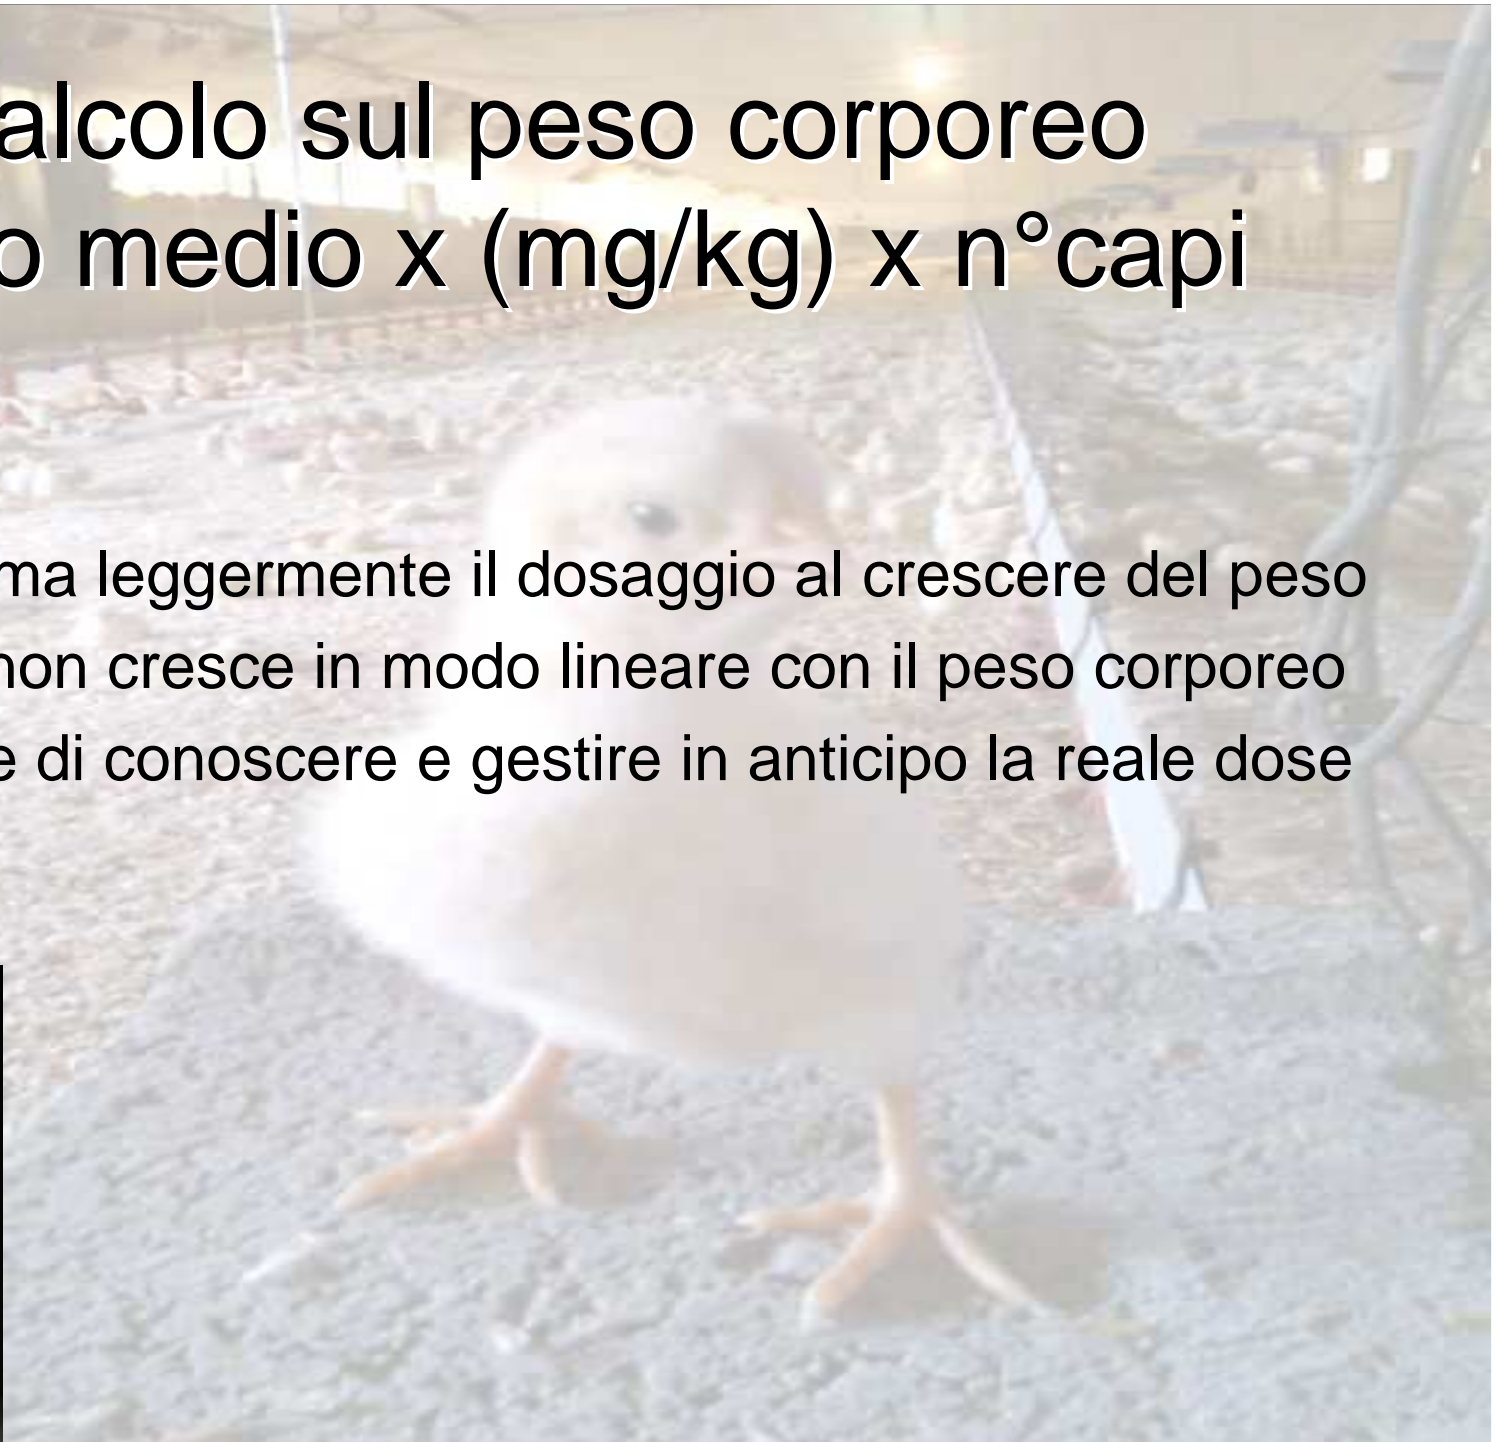 alcolo sul peso corporeo
o medio x (mg/kg) x n°capi
ma leggermente il dosaggio al crescere del peso
non cresce in modo lineare con il peso corporeo
e di conoscere e gestire in anticipo la reale dose